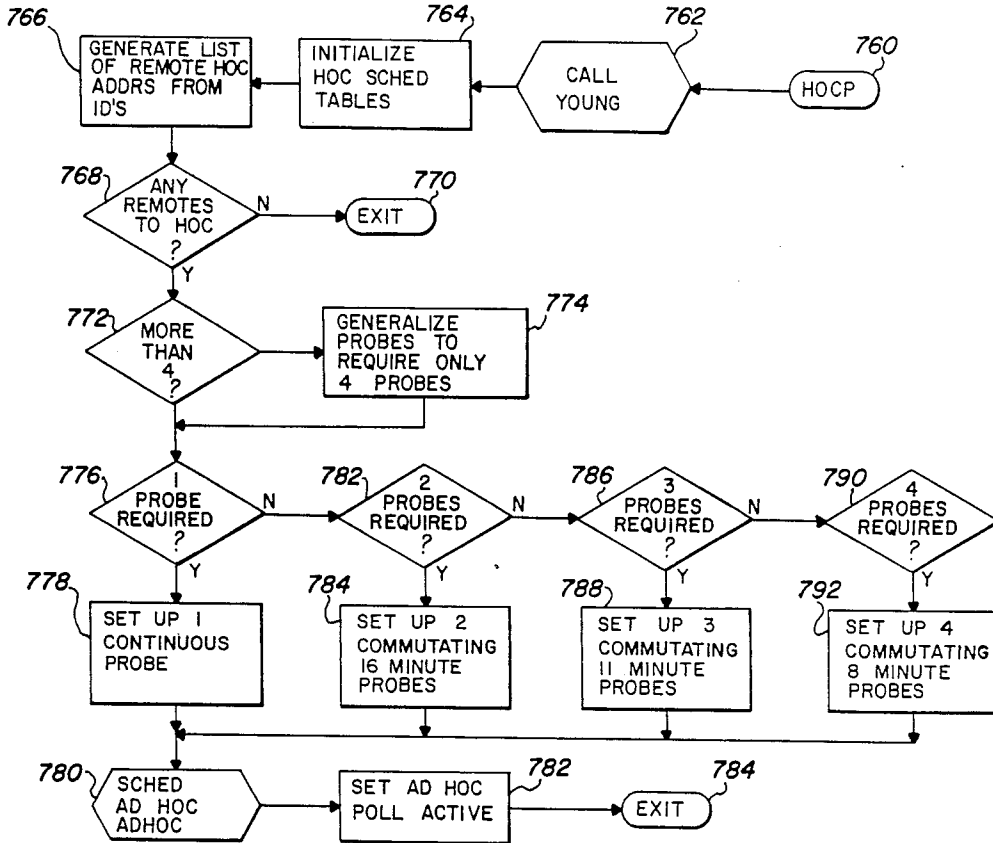 766
GENERATE LIST
OF REMOTE HOC
ADDRS FROM
ID'S
764
INITIALIZE
HOC SCHED
TABLES
762
CALL
YOUNG
760
HOCP
768
ANY
REMOTES
TO HOC
?
N
Y
770
EXIT
772
MORE
THAN
4
?
774
GENERALIZE
PROBES TO
REQUIRE ONLY
4 PROBES
776
1
PROBE
REQUIRED
?
N
Y
782
2
PROBES
REQUIRED
?
N
Y
786
3
PROBES
REQUIRED
?
N
Y
790
4
PROBES
REQUIRED
?
Y
778
SET UP 1
CONTINUOUS
PROBE
784
SET UP 2
COMMUTATING
16 MINUTE
PROBES
788
SET UP 3
COMMUTATING
11 MINUTE
PROBES
792
SET UP 4
COMMUTATING
8 MINUTE
PROBES
780
SCHED
AD HOC
ADHOC
782
SET AD HOC
POLL ACTIVE
784
EXIT